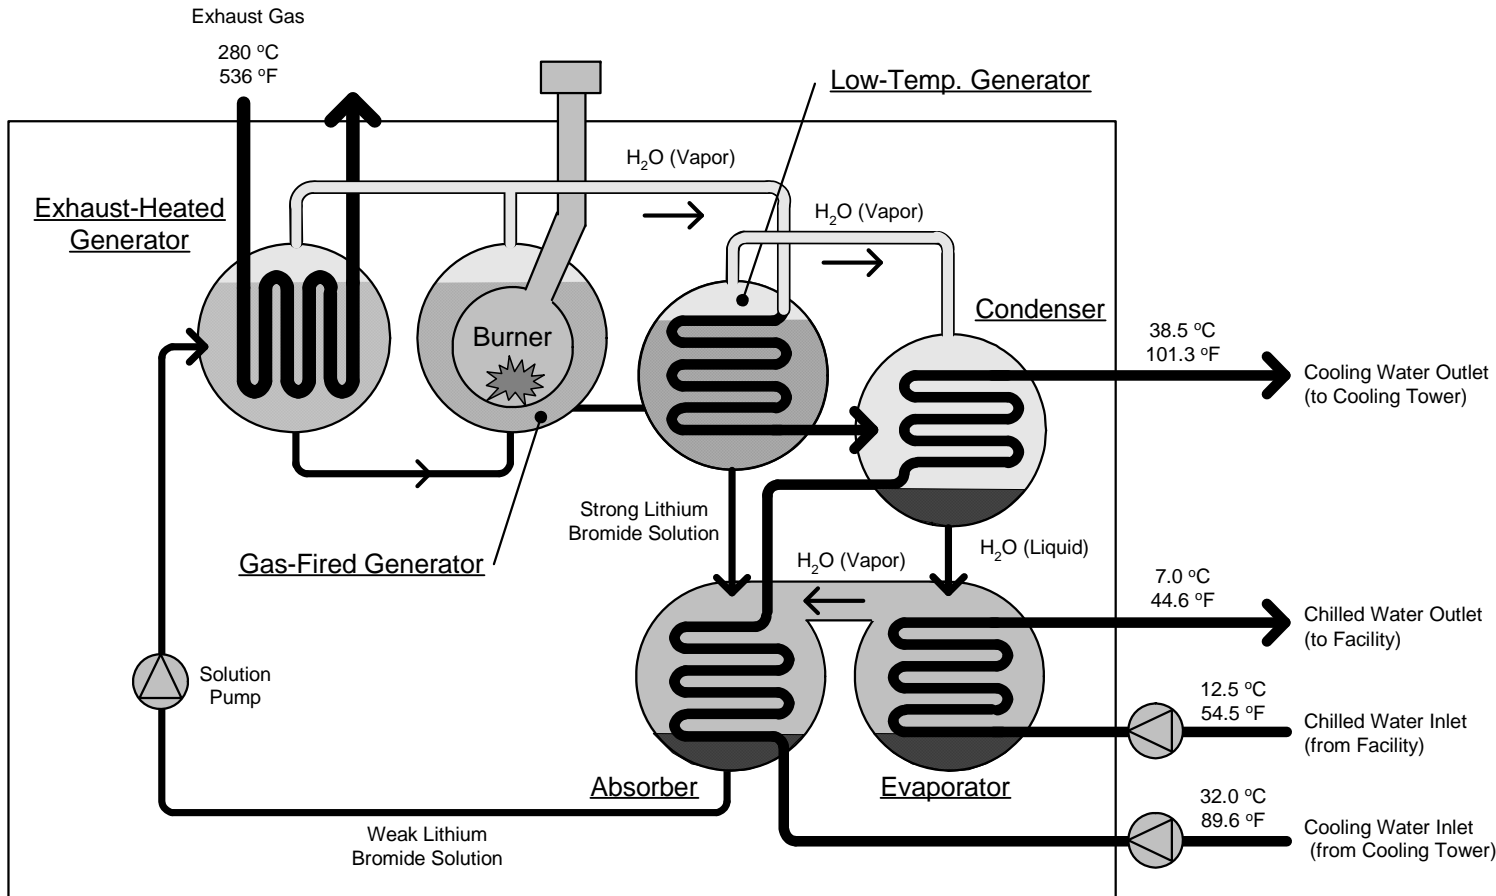 Exhaust Gas
280 °C
536 °F
Low-Temp. Generator
H₂O (Vapor)
Exhaust-Heated
Generator
H₂O (Vapor)
Condenser
Burner
38.5 °C
101.3 °F
Cooling Water Outlet
(to Cooling Tower)
Strong Lithium
Bromide Solution
Gas-Fired Generator
H₂O (Vapor)
H₂O (Liquid)
7.0 °C
44.6 °F
Chilled Water Outlet
(to Facility)
Solution
Pump
12.5 °C
54.5 °F
Chilled Water Inlet
(from Facility)
Absorber
Evaporator
32.0 °C
89.6 °F
Cooling Water Inlet
(from Cooling Tower)
Weak Lithium
Bromide Solution